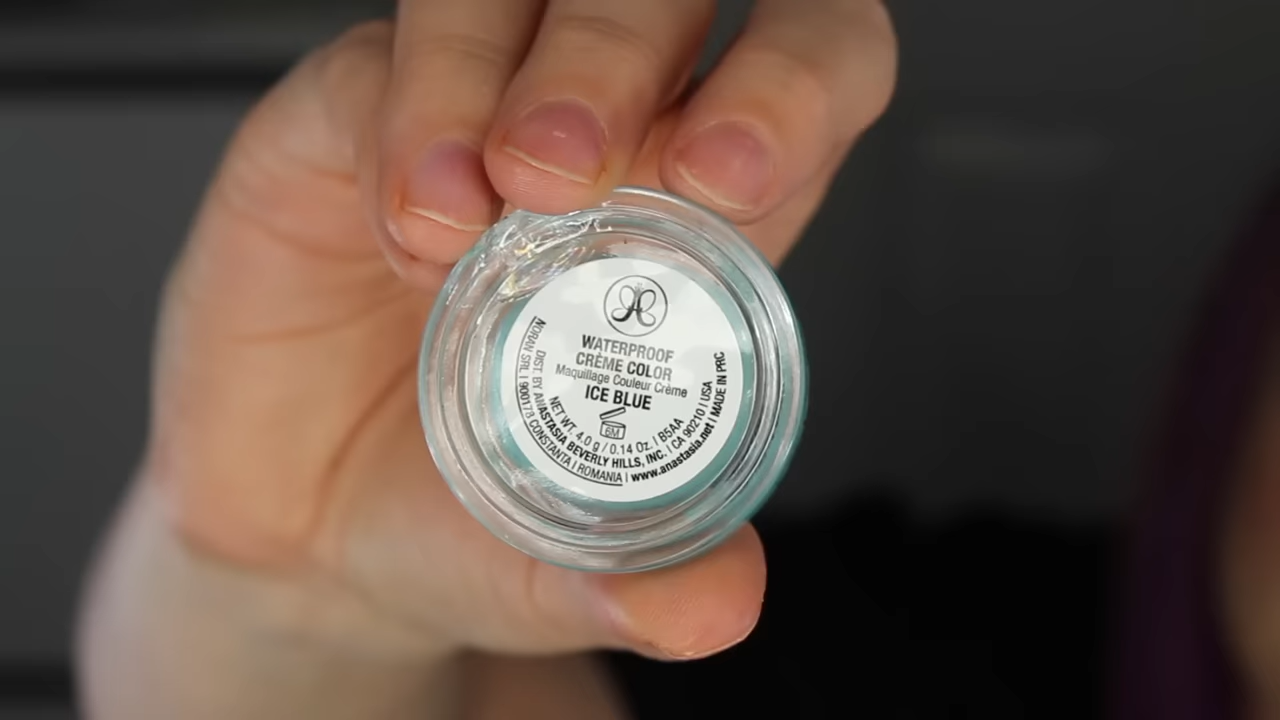 WATERPROOF
CRÈME COLOR
Maquillage Couleur Crème
ICE BLUE
6M
NET WT. 4.0 g / 0.14 Oz. | B5AA
DIST. BY ANASTASIA BEVERLY HILLS, INC. | CA 90210 | USA
NORAN SRL | 900178 CONSTANTA | ROMANIA | www.anastasia.net | MADE IN PRC